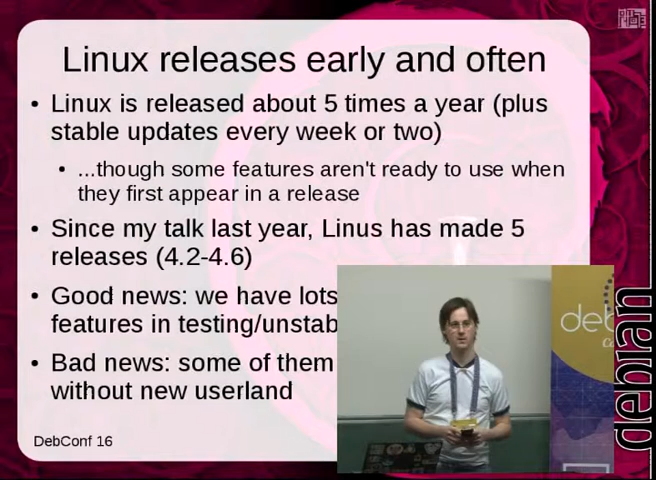 Linux releases early and often
• Linux is released about 5 times a year (plus
stable updates every week or two)
• ...though some features aren't ready to use when
they first appear in a release
• Since my talk last year, Linus has made 5
releases (4.2-4.6)
• Good news: we have lots
features in testing/unstab
• Bad news: some of them
without new userland
DebConf 16
deb
debian